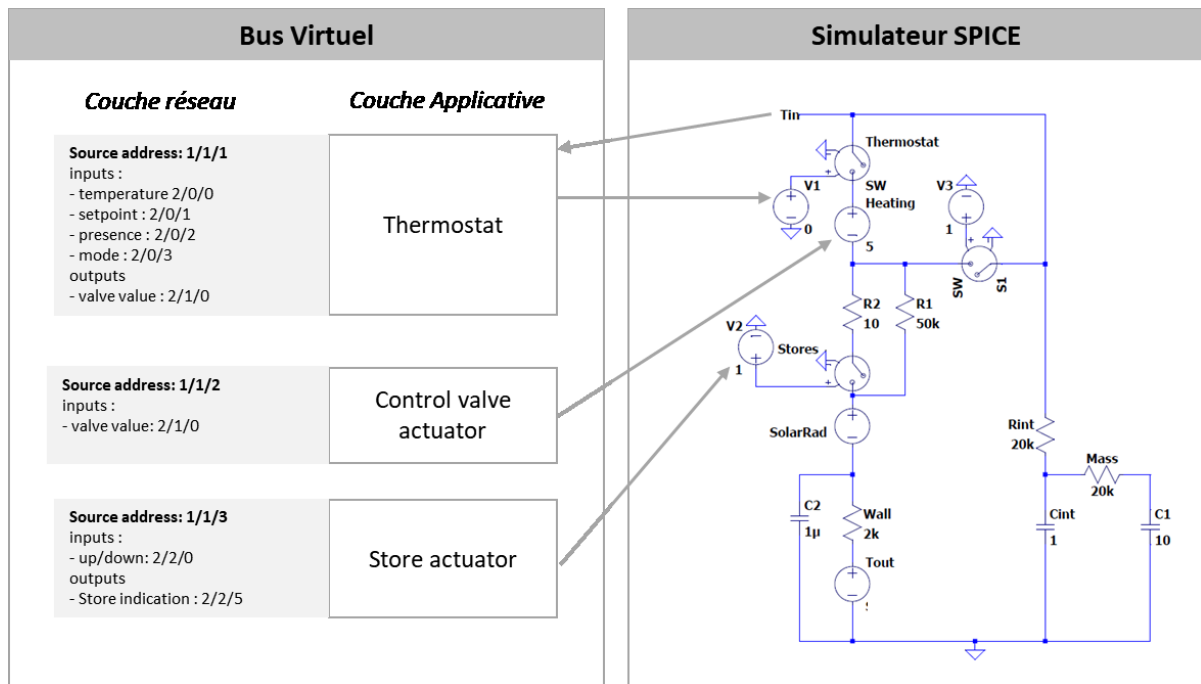 Bus Virtuel
Couche réseau
Couche Applicative
Source address: 1/1/1
inputs :
- temperature 2/0/0
- setpoint : 2/0/1
- presence : 2/0/2
- mode : 2/0/3
outputs
- valve value : 2/1/0
Thermostat
Source address: 1/1/2
inputs :
- valve value: 2/1/0
Control valve
actuator
Source address: 1/1/3
inputs :
- up/down: 2/2/0
outputs
- Store indication : 2/2/5
Store actuator
Simulateur SPICE
Tin
Thermostat
V1
0
SW
Heating
5
V3
1
SW
S1
R2
10
R1
50k
V2
1
Stores
SolarRad
Rint
20k
Mass
20k
C2
1µ
Wall
2k
Tout
Cint
1
C1
10